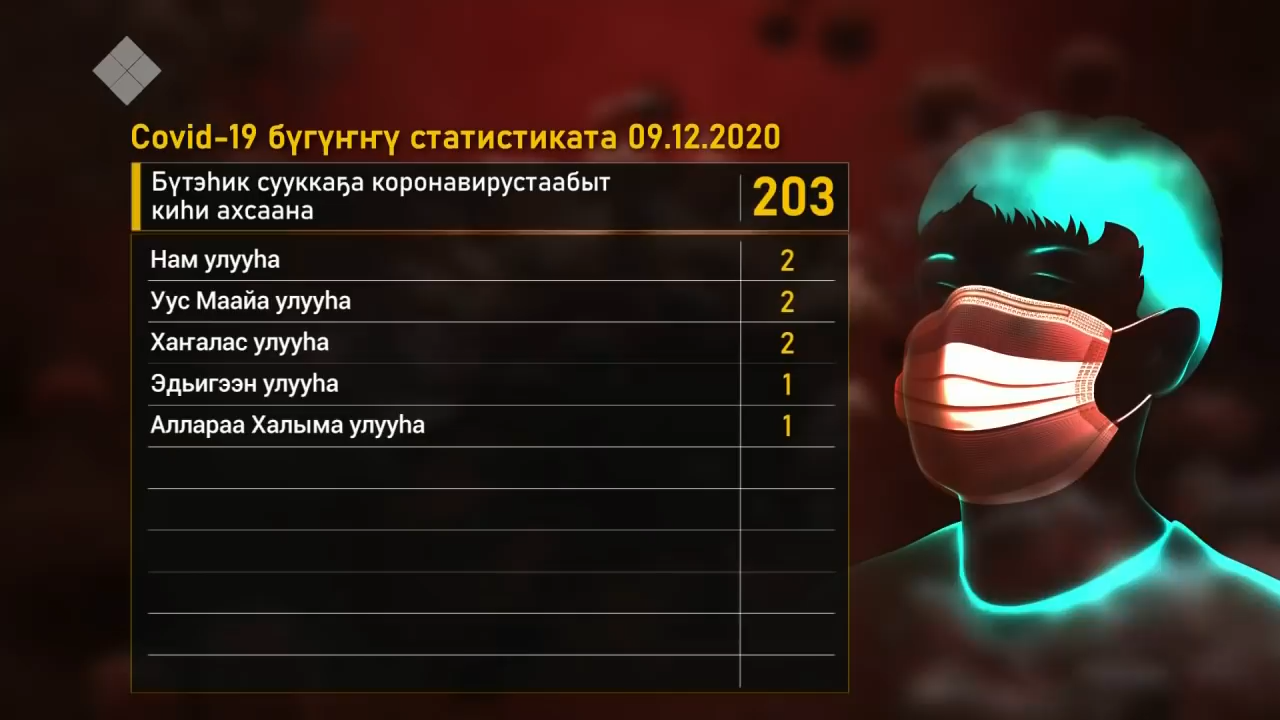 Covid-19 бүгүҥҥү статистиката 09.12.2020
Бүтэһик сууккаҕа коронавирустаабыт
киһи ахсаана
203
Нам улууһа 2
Уус Маайа улууһа 2
Хаҥалас улууһа 2
Эдьигээн улууһа 1
Аллараа Халыма улууһа 1